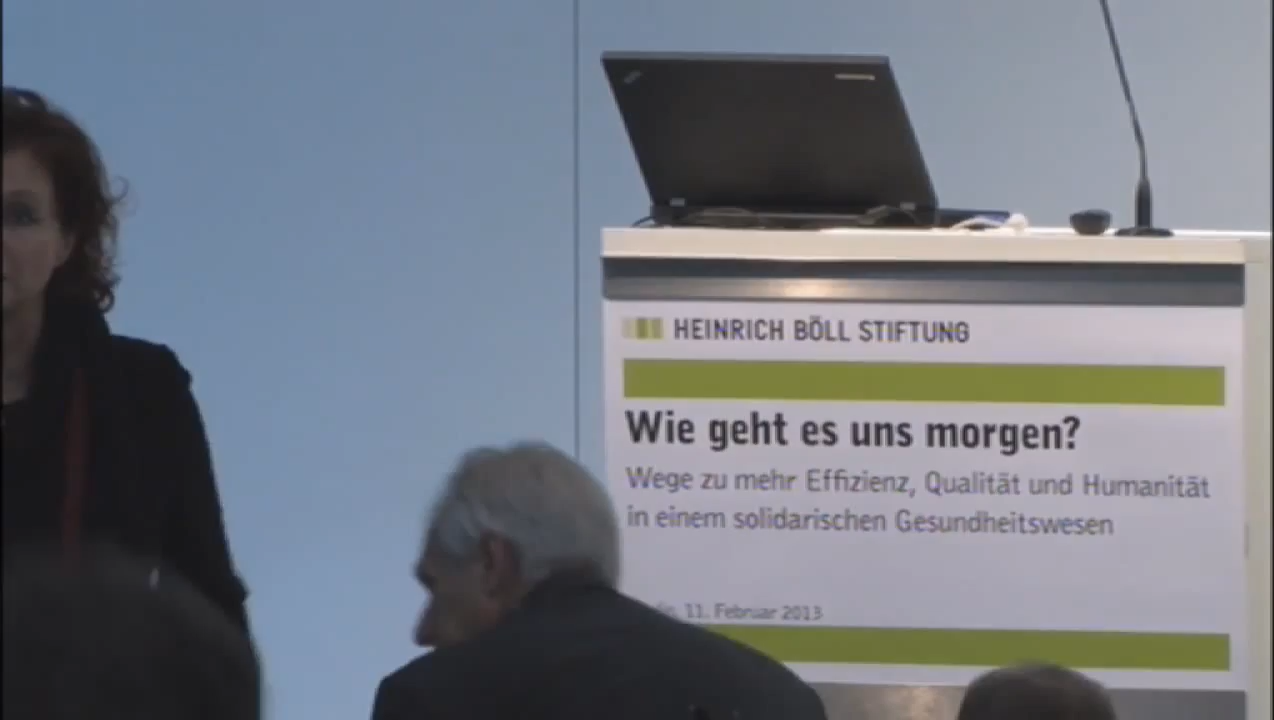 HEINRICH BÖLL STIFTUNG
Wie geht es uns morgen?
Wege zu mehr Effizienz, Qualität und Humanität
in einem solidarischen Gesundheitswesen
11. Februar 2013